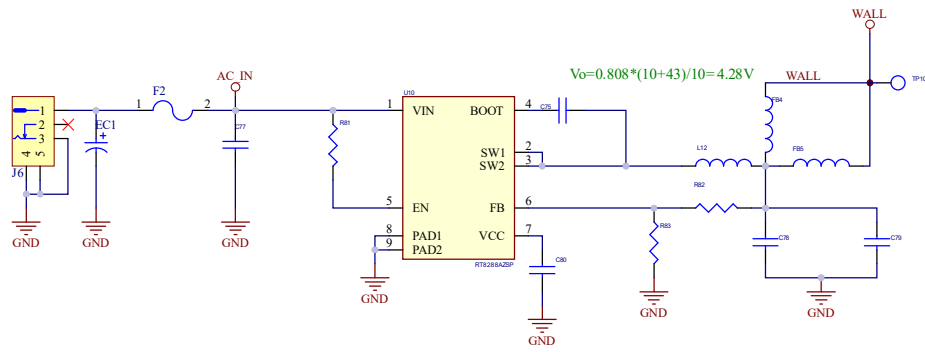 WALL
Vo=0.808*(10+43)/10=4.28V
WALL
TP10
AC_IN
U10
F2
1
2
1
VIN
BOOT
4
C75
FB4
J6
1
2
3
4
5
EC1
+
C77
R81
SW1
2
SW2
3
L12
FB5
5
EN
FB
6
R82
8
PAD1
VCC
7
R83
9
PAD2
C78
C79
RT8288AZSP
C80
GND
GND
GND
GND
GND
GND
GND